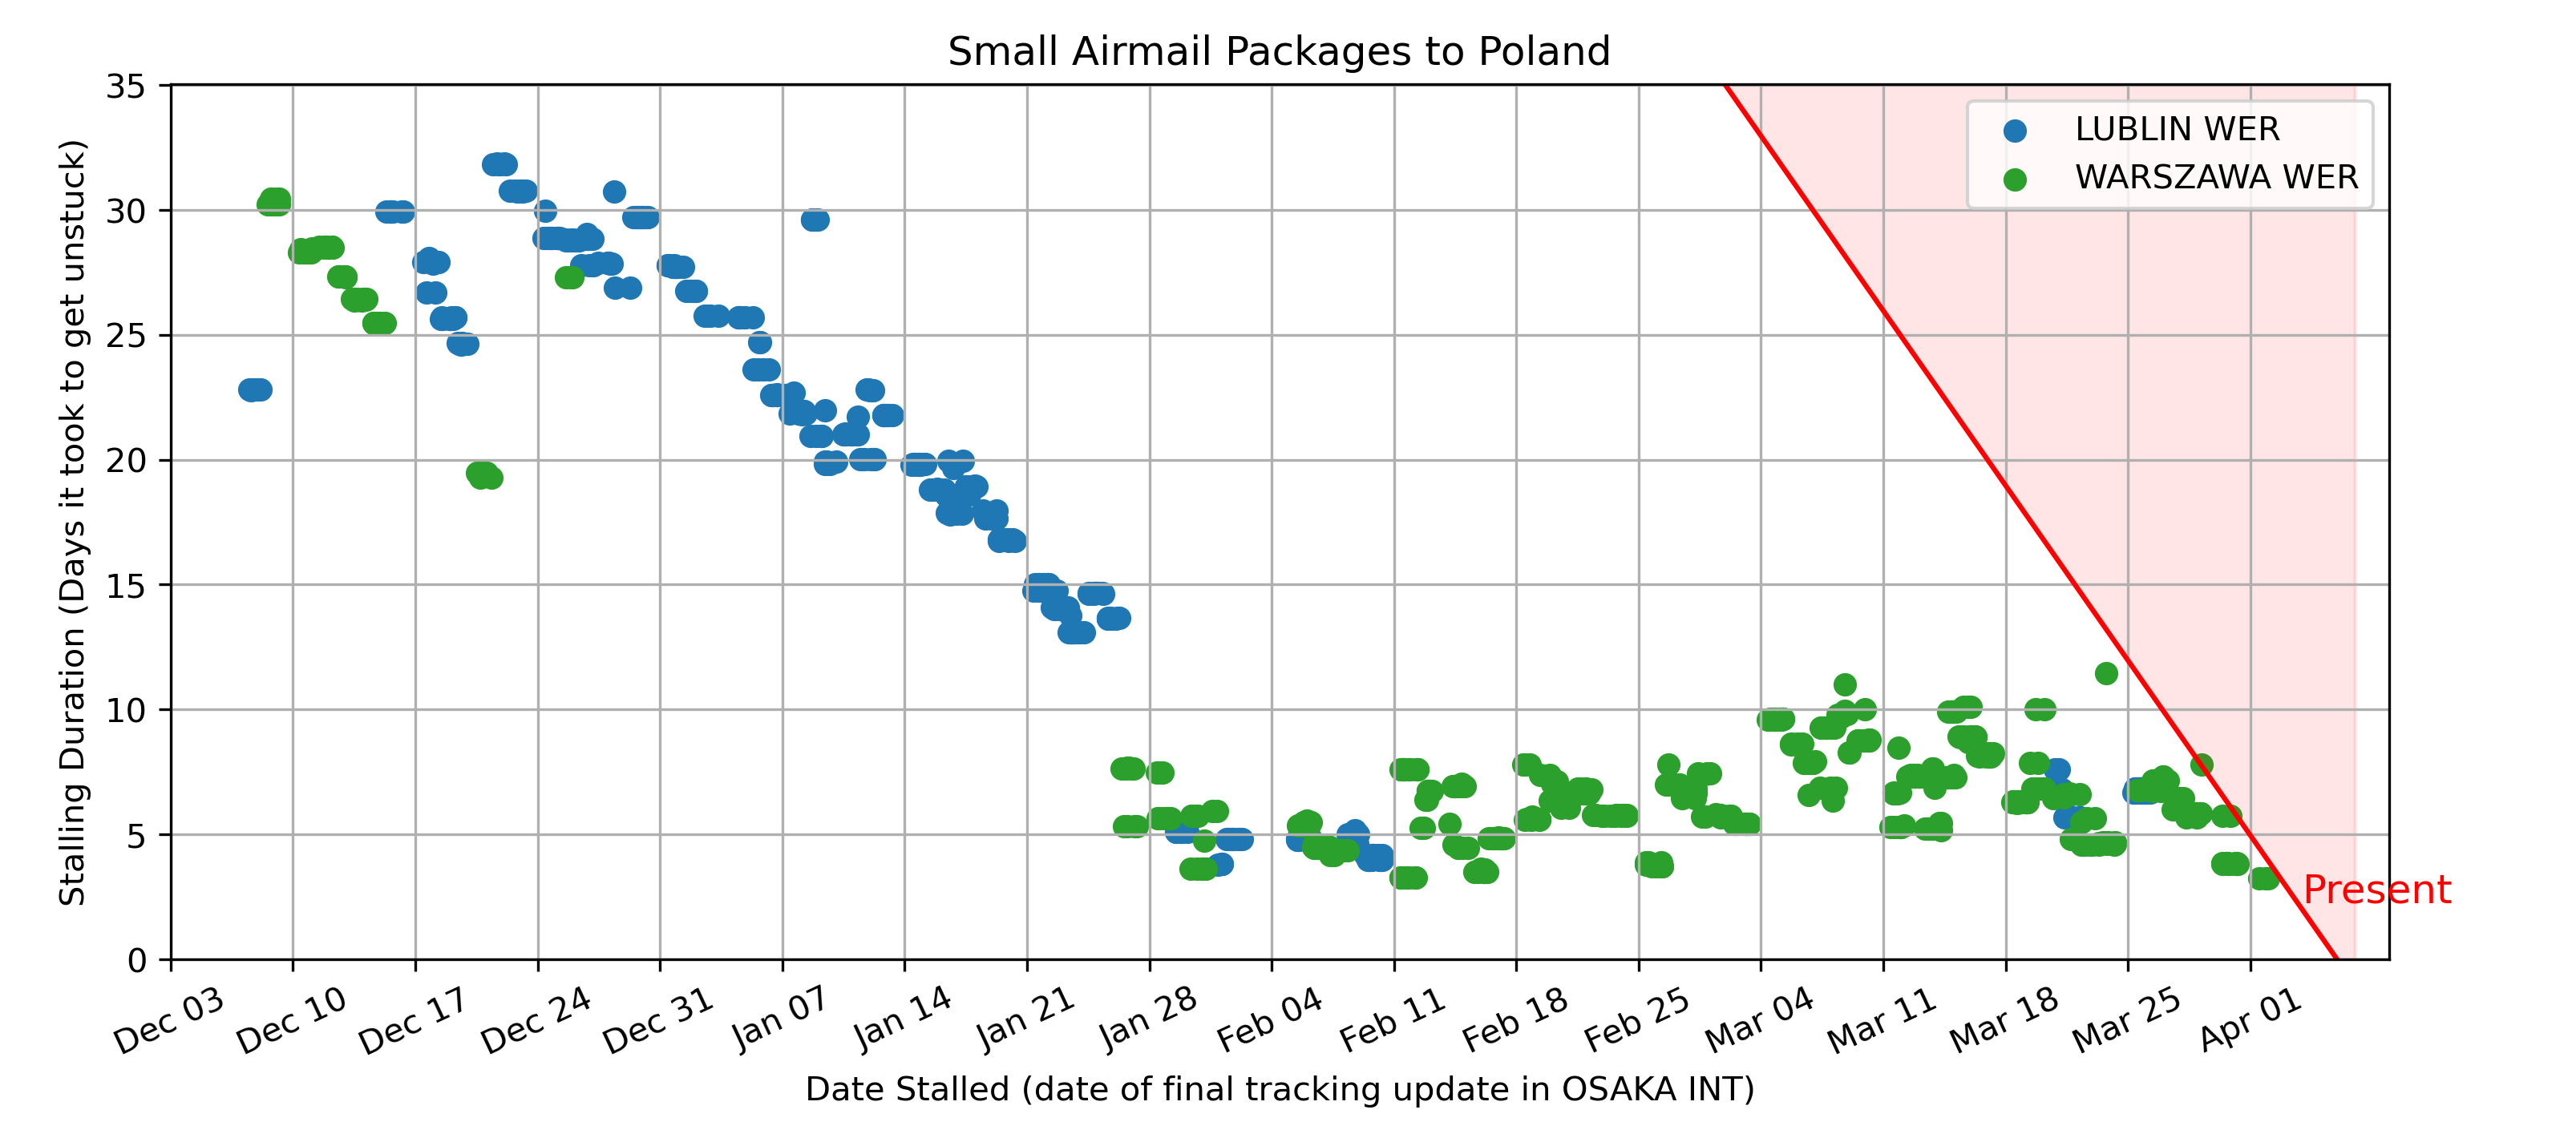 Small Airmail Packages to Poland
Stalling Duration (Days it took to get unstuck)
35
30
25
20
15
10
5
0
LUBLIN WER
WARSZAWA WER
Present
Dec 03
Dec 10
Dec 17
Dec 24
Dec 31
Jan 07
Jan 14
Jan 21
Jan 28
Feb 04
Feb 11
Feb 18
Feb 25
Mar 04
Mar 11
Mar 18
Mar 25
Apr 01
Date Stalled (date of final tracking update in OSAKA INT)